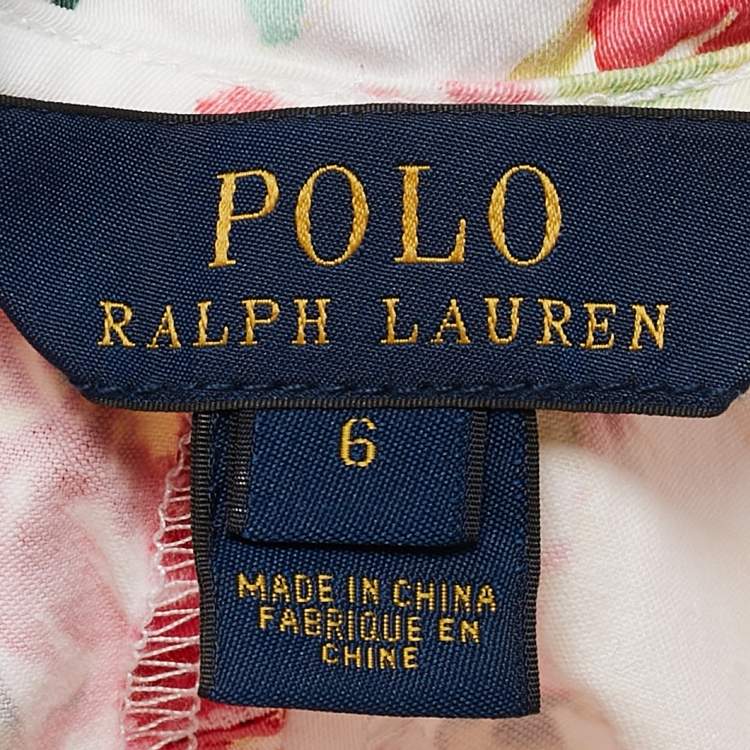 POLO
RALPH LAUREN
6
MADE IN CHINA
FABRIQUE EN
CHINE